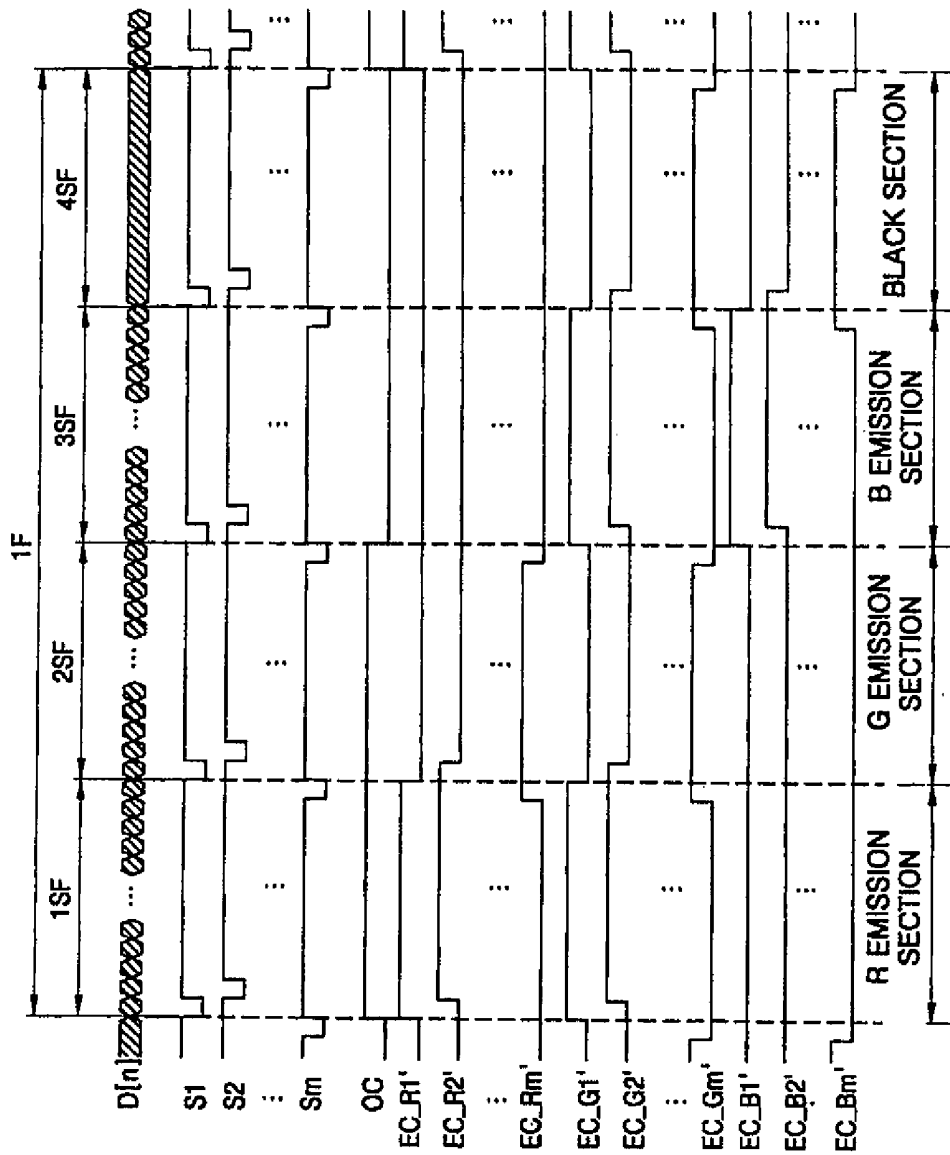 1F
1SF 2SF 3SF 4SF
D[n] ... ... ...
S1
S2
⋮ ⋮ ⋮ ⋮ ⋮ ⋮
Sm
OC
EC_R1'
EC_R2'
⋮ ⋮ ⋮ ⋮ ⋮ ⋮
EC_Rm'
EC_G1'
EC_G2'
⋮ ⋮ ⋮ ⋮ ⋮ ⋮
EC_Gm'
EC_B1'
EC_B2'
⋮ ⋮ ⋮ ⋮ ⋮
EC_Bm'
R EMISSION
SECTION
G EMISSION
SECTION
B EMISSION
SECTION
BLACK SECTION